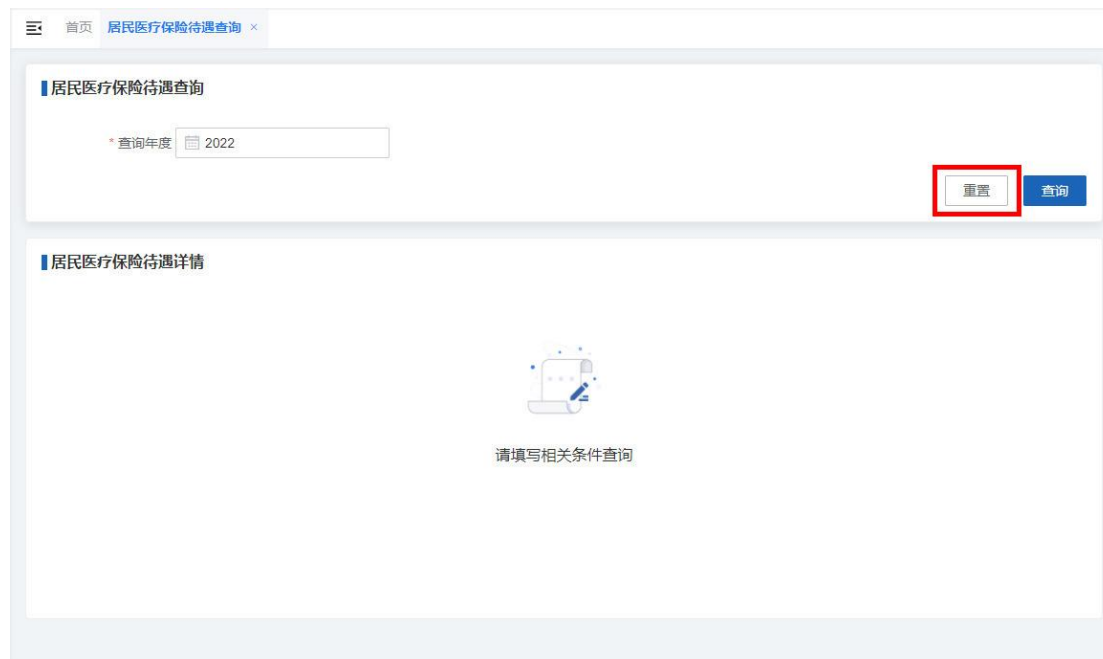 首页 居民医疗保险待遇查询 ×
居民医疗保险待遇查询
* 查询年度 2022
重置 查询
居民医疗保险待遇详情
请填写相关条件查询